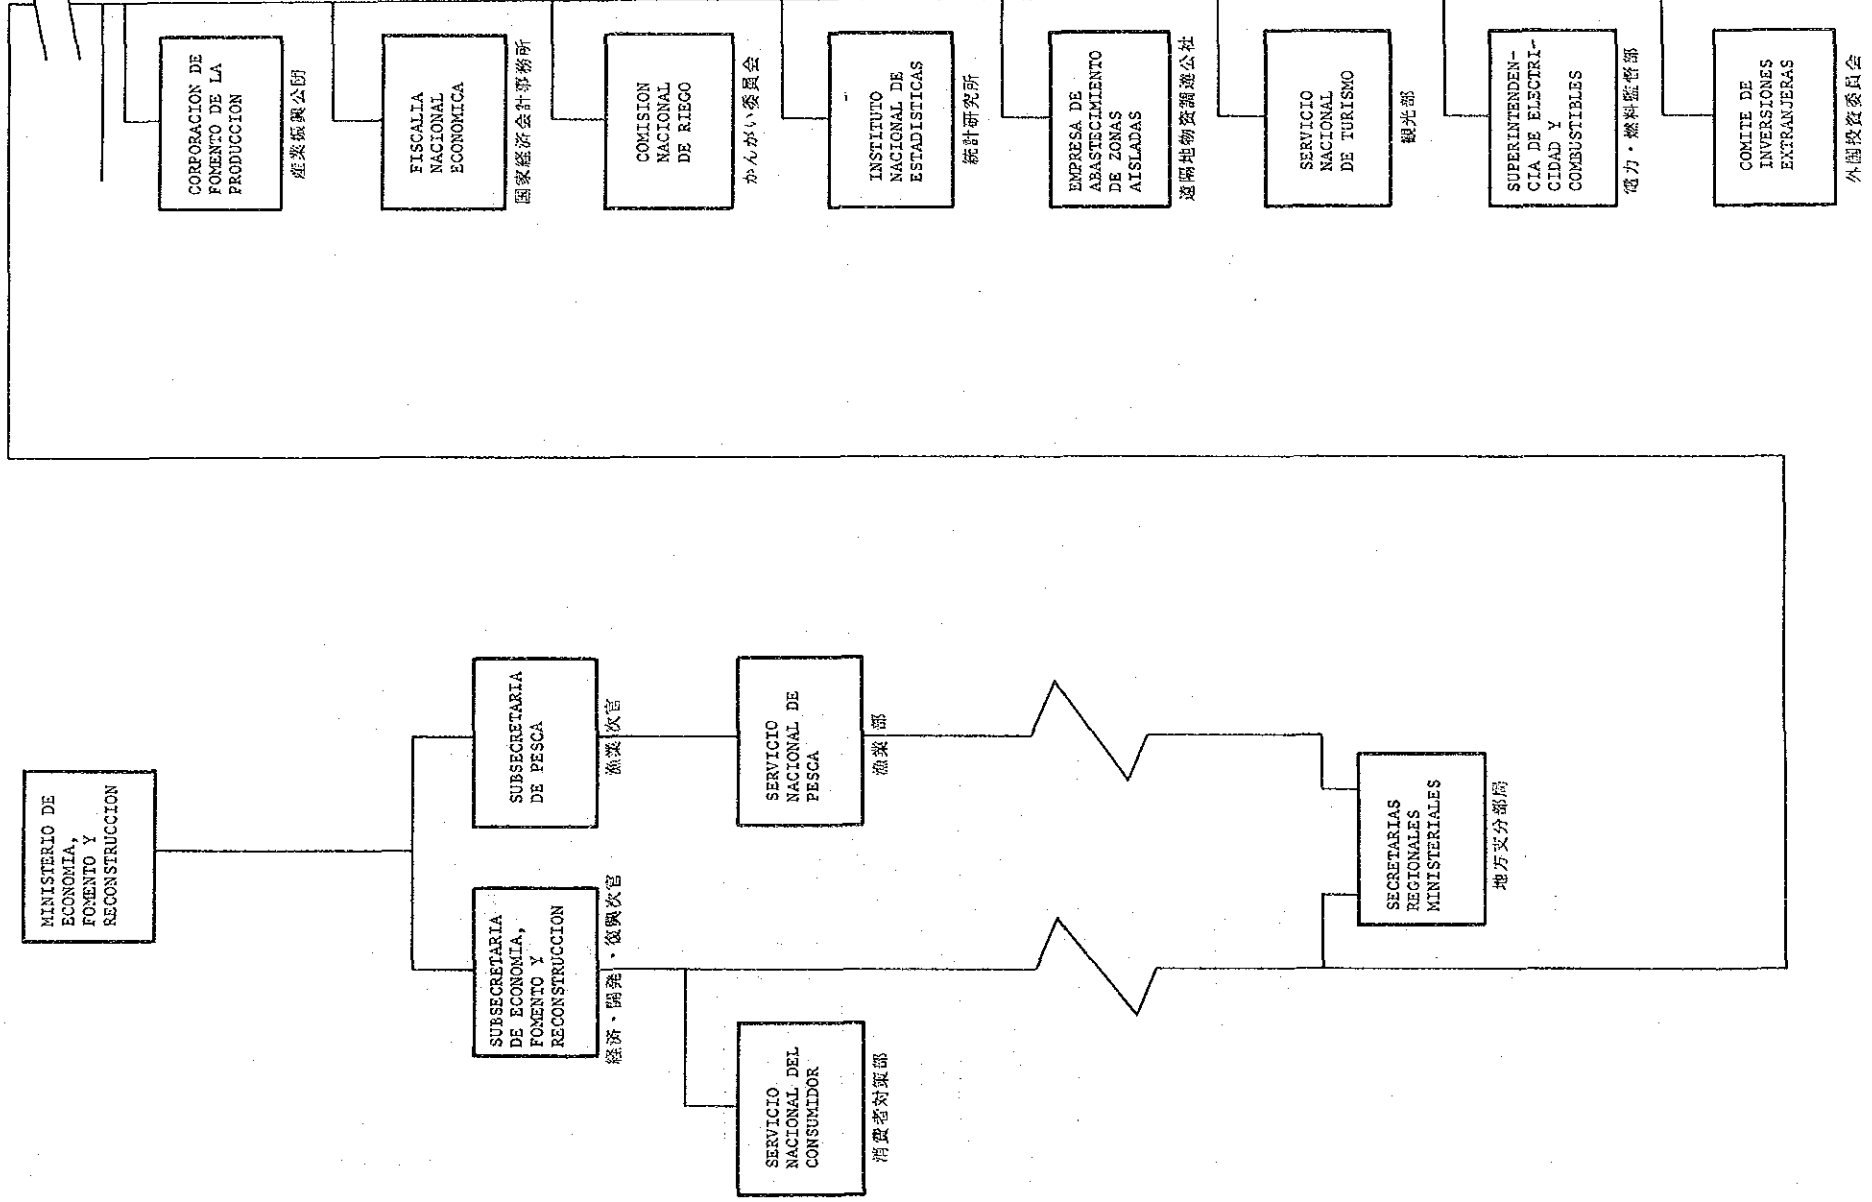 MINISTERIO DE
ECONOMIA,
FOMENTO Y
RECONSTRUCCION
SUBSECRETARIA
DE ECONOMIA,
FOMENTO Y
RECONSTRUCCION
経済・開発・復興次官
SUBSECRETARIA
DE PESCA
漁業次官
SERVICIO
NACIONAL DEL
CONSUMIDOR
消費者対策部
SERVICIO
NACIONAL DE
PESCA
漁業部
SECRETARIAS
REGIONALES
MINISTERIALES
地方支分部局
CORPORACION DE
FOMENTO DE LA
PRODUCCION
産業振興公団
FISCALIA
NACIONAL
ECONOMICA
国家経済会計事務所
COMISION
NACIONAL
DE RIEGO
かんがい委員会
INSTITUTO
NACIONAL DE
ESTADISTICAS
統計研究所
EMPRESA DE
ABASTECIMIENTO
DE ZONAS
AISLADAS
遠隔地物資調達公社
SERVICIO
NACIONAL
DE TURISMO
観光部
SUPERINTENDEN-
CIA DE ELECTRI-
CIDAD Y
COMBUSTIBLES
電力・燃料監督部
COMITE DE
INVERSIONES
EXTRANJERAS
外国投資委員会